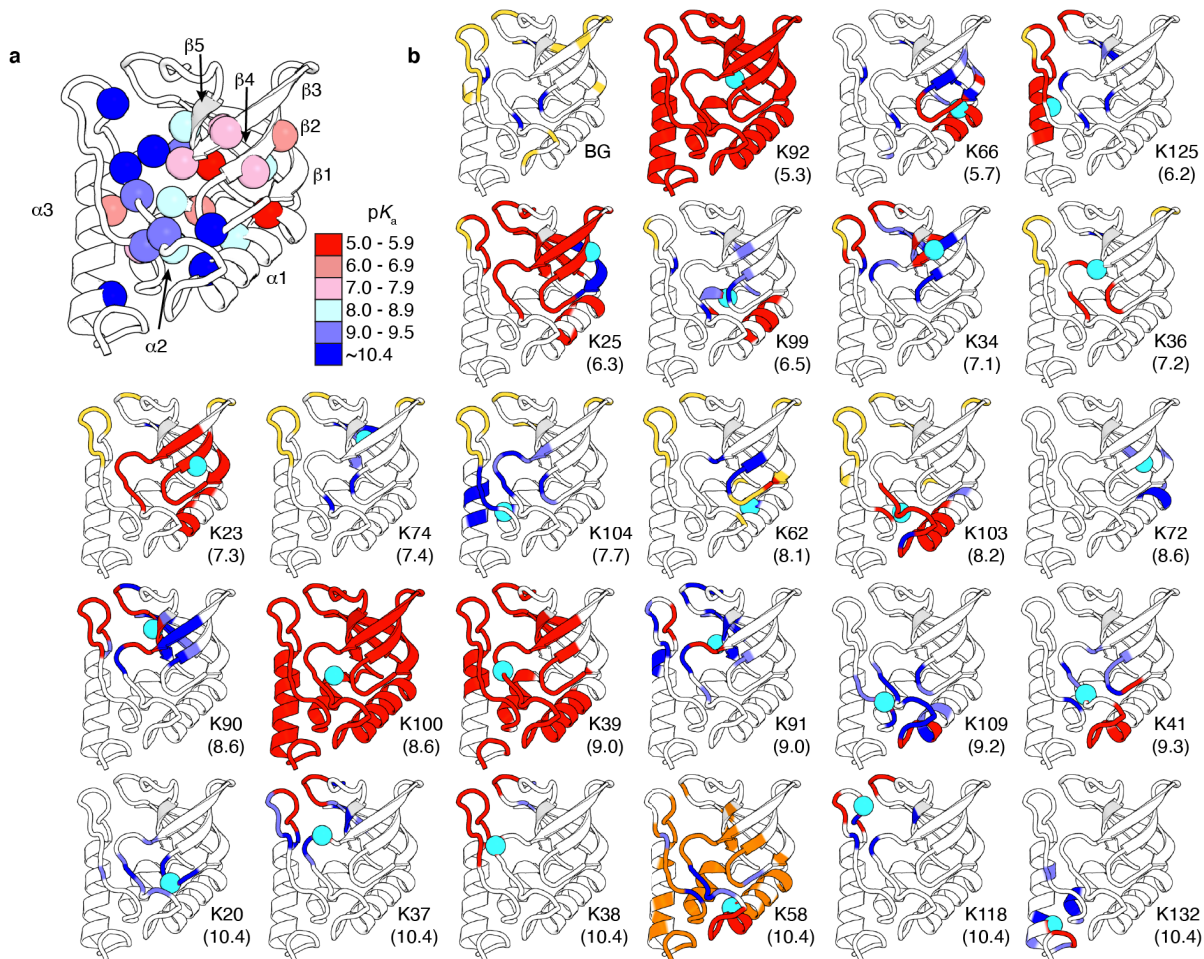 a
b
β5
β4
β3
β2
β1
α3
α1
α2
pKa
5.0 - 5.9
6.0 - 6.9
7.0 - 7.9
8.0 - 8.9
9.0 - 9.5
~10.4
BG
K92
(5.3)
K66
(5.7)
K125
(6.2)
K25
(6.3)
K99
(6.5)
K34
(7.1)
K36
(7.2)
K23
(7.3)
K74
(7.4)
K104
(7.7)
K62
(8.1)
K103
(8.2)
K72
(8.6)
K90
(8.6)
K100
(8.6)
K39
(9.0)
K91
(9.0)
K109
(9.2)
K41
(9.3)
K20
(10.4)
K37
(10.4)
K38
(10.4)
K58
(10.4)
K118
(10.4)
K132
(10.4)